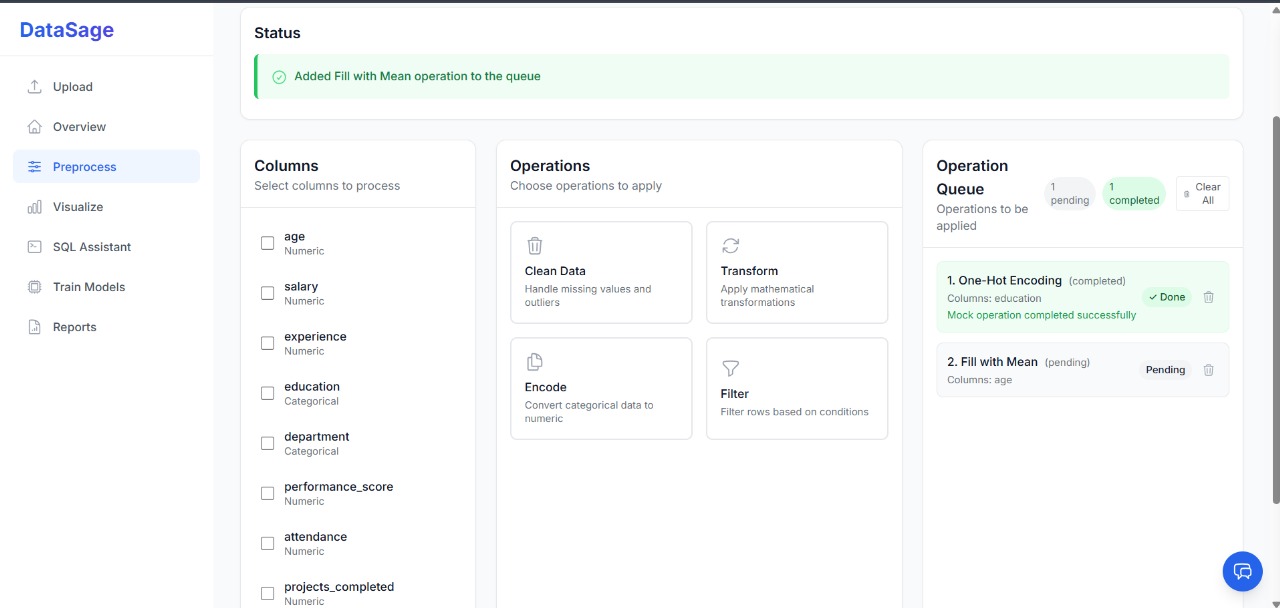 DataSage
Upload
Overview
Preprocess
Visualize
SQL Assistant
Train Models
Reports
Status
Added Fill with Mean operation to the queue
Columns
Select columns to process
age
Numeric
salary
Numeric
experience
Numeric
education
Categorical
department
Categorical
performance_score
Numeric
attendance
Numeric
projects_completed
Numeric
Operations
Choose operations to apply
Clean Data
Handle missing values and
outliers
Transform
Apply mathematical
transformations
Encode
Convert categorical data to
numeric
Filter
Filter rows based on conditions
Operation
Queue
Operations to be
applied
1
pending
1
completed
Clear
All
1. One-Hot Encoding (completed)
Columns: education
Mock operation completed successfully
Done
2. Fill with Mean (pending)
Columns: age
Pending